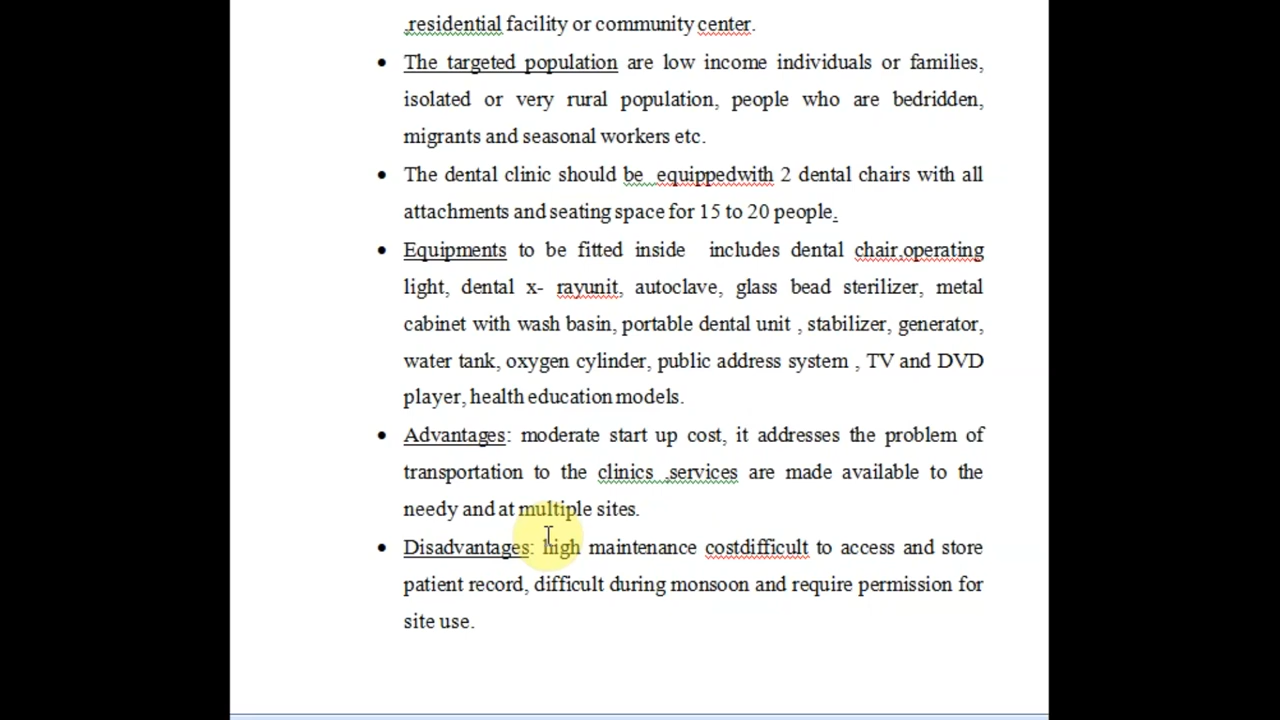 ,residential facility or community center.
• The targeted population are low income individuals or families,
isolated or very rural population, people who are bedridden,
migrants and seasonal workers etc.
• The dental clinic should be  equippedwith 2 dental chairs with all
attachments and seating space for 15 to 20 people.
• Equipments to be fitted inside  includes dental chair,operating
light, dental x- rayunit, autoclave, glass bead sterilizer, metal
cabinet with wash basin, portable dental unit , stabilizer, generator,
water tank, oxygen cylinder, public address system , TV and DVD
player, health education models.
• Advantages: moderate start up cost, it addresses the problem of
transportation to the clinics ,services are made available to the
needy and at multiple sites.
• Disadvantages: high maintenance costdifficult to access and store
patient record, difficult during monsoon and require permission for
site use.